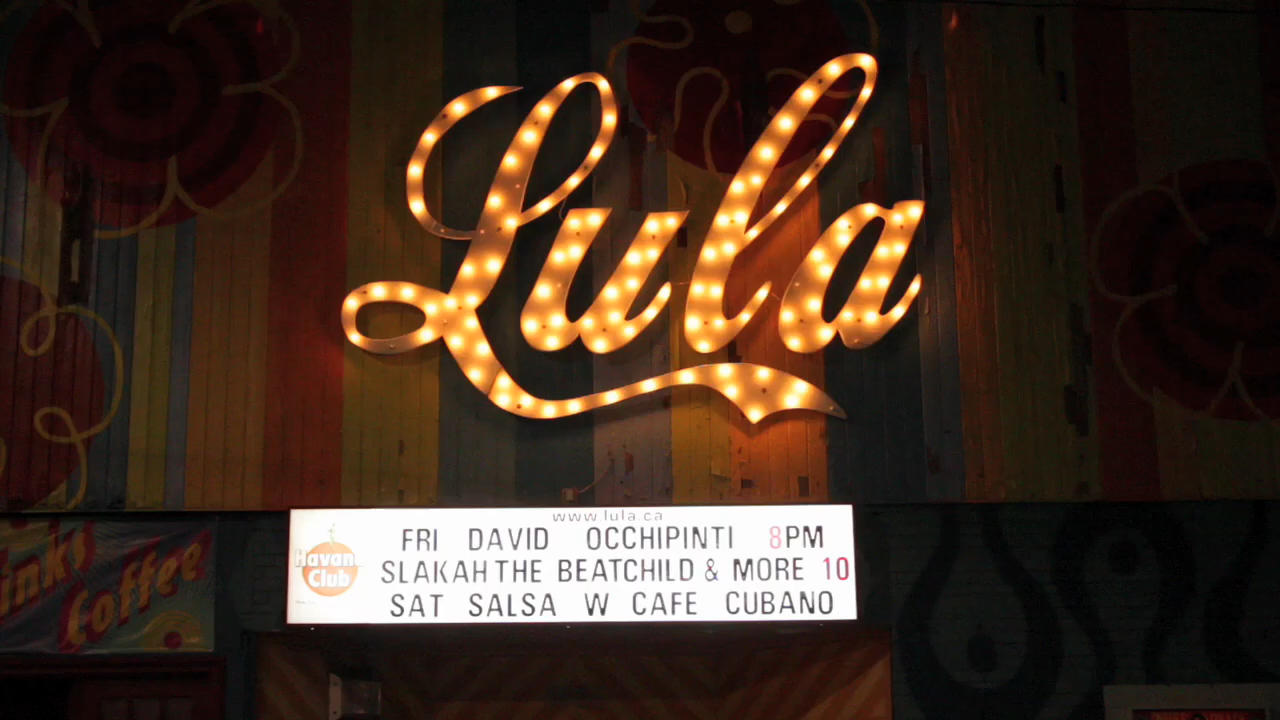 Lula
www.lula.ca
FRI DAVID OCCHIPINTI 8PM
SLAKAH THE BEATCHILD & MORE 10
SAT SALSA W CAFE CUBANO
Havana
Club
Coffee